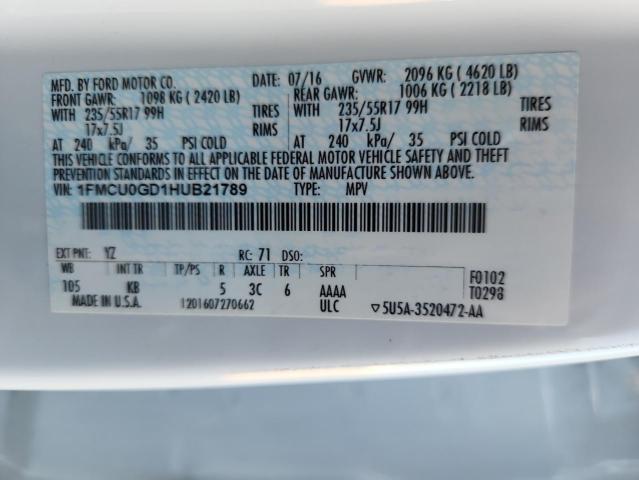 MFD. BY FORD MOTOR CO. DATE: 07/16 GVWR: 2096 KG ( 4620 LB)
FRONT GAWR: 1098 KG ( 2420 LB) REAR GAWR: 1006 KG ( 2218 LB)
WITH 235/55R17 99H TIRES WITH 235/55R17 99H TIRES
17x7.5J RIMS 17x7.5J RIMS
AT 240 kPa/ 35 PSI COLD AT 240 kPa/ 35 PSI COLD
THIS VEHICLE CONFORMS TO ALL APPLICABLE FEDERAL MOTOR VEHICLE SAFETY AND THEFT
PREVENTION STANDARDS IN EFFECT ON THE DATE OF MANUFACTURE SHOWN ABOVE.
VIN: 1FMCU0GD1HUB21789 TYPE: MPV
EXT PNT: YZ RC: 71 DSO:
WB INT TR TP/PS R AXLE TR SPR F0102
105 KB 5 3C 6 AAAA T0298
MADE IN U.S.A. 1201607270662 ULC ▽5U5A-3520472-AA